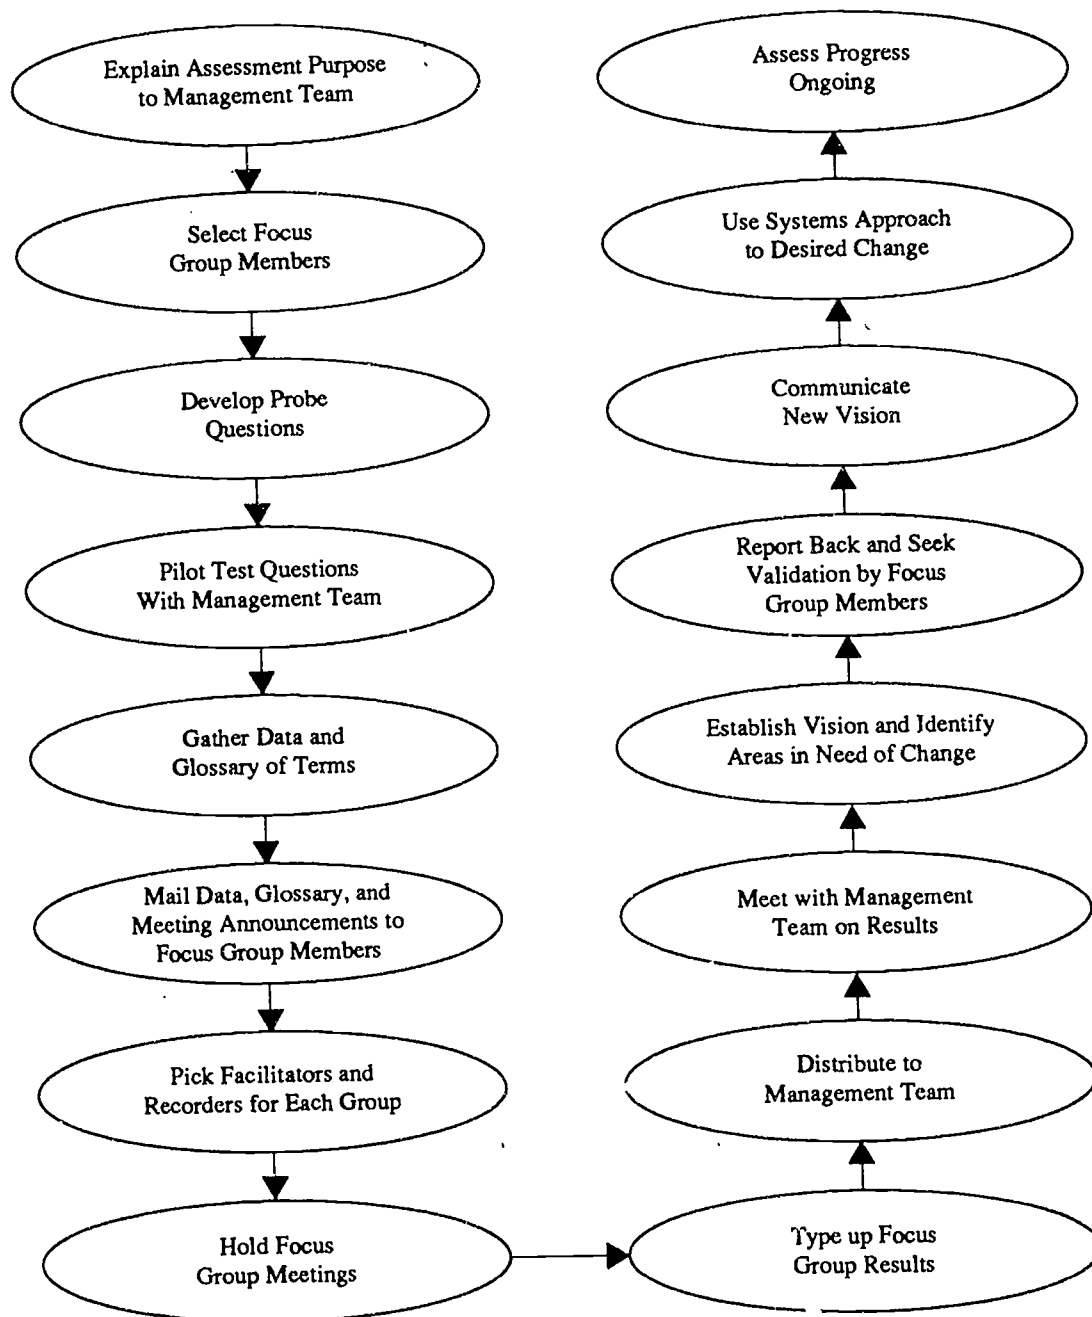 Explain Assessment Purpose
to Management Team
Select Focus
Group Members
Develop Probe
Questions
Pilot Test Questions
With Management Team
Gather Data and
Glossary of Terms
Mail Data, Glossary, and
Meeting Announcements to
Focus Group Members
Pick Facilitators and
Recorders for Each Group
Hold Focus
Group Meetings
Type up Focus
Group Results
Distribute to
Management Team
Meet with Management
Team on Results
Establish Vision and Identify
Areas in Need of Change
Report Back and Seek
Validation by Focus
Group Members
Communicate
New Vision
Use Systems Approach
to Desired Change
Assess Progress
Ongoing